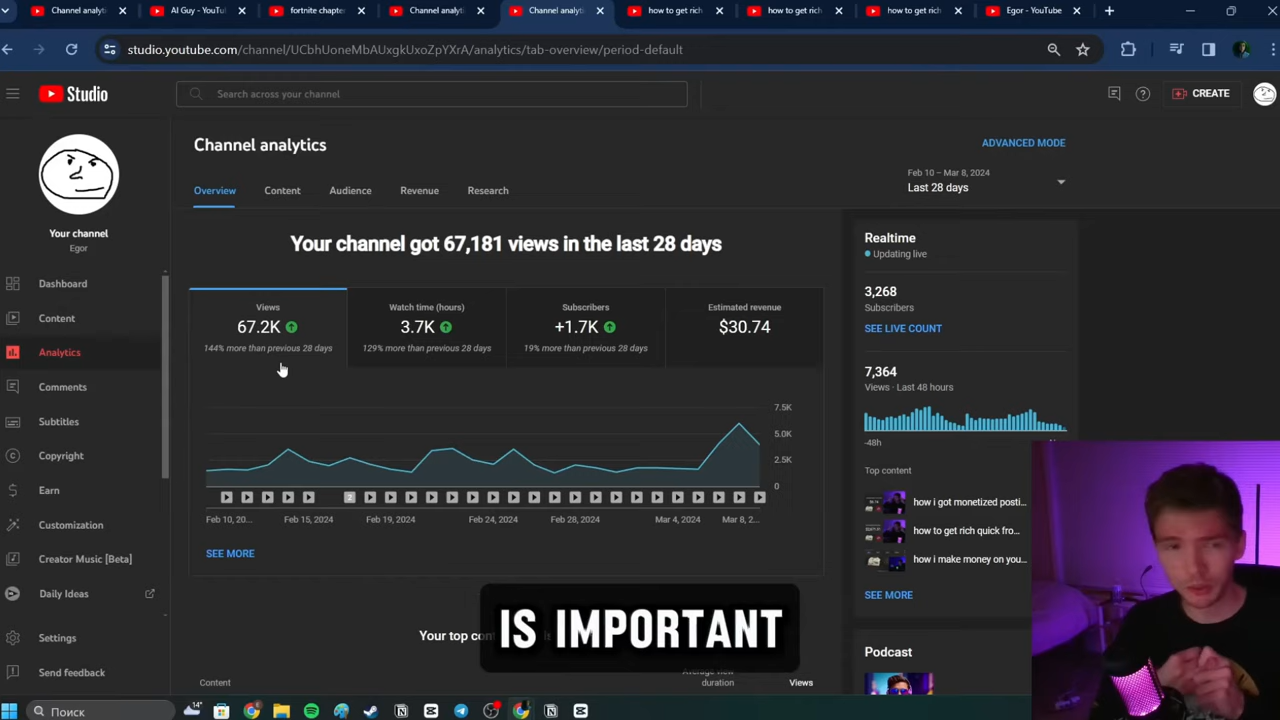 Channel analyti
AI Guy - YouTu
fortnite chapte
Channel analyti
Channel analyti
how to get rich
how to get rich
how to get rich
Egor - YouTube
studio.youtube.com/channel/UCbhUoneMbAUxgkUxoZpYXrA/analytics/tab-overview/period-default
Studio
Search across your channel
CREATE
Your channel
Egor
Dashboard
Content
Analytics
Comments
Subtitles
Copyright
Earn
Customization
Creator Music [Beta]
Daily Ideas
Settings
Send feedback
Channel analytics
ADVANCED MODE
Overview
Content
Audience
Revenue
Research
Feb 10 – Mar 8, 2024
Last 28 days
Your channel got 67,181 views in the last 28 days
Views
67.2K
144% more than previous 28 days
Watch time (hours)
3.7K
129% more than previous 28 days
Subscribers
+1.7K
19% more than previous 28 days
Estimated revenue
$30.74
7.5K
5.0K
2.5K
0
2
Feb 10, 20...
Feb 15, 2024
Feb 19, 2024
Feb 24, 2024
Feb 28, 2024
Mar 4, 2024
Mar 8, 2...
SEE MORE
Your top con
IS IMPORTANT
Content
Average view
duration
Views
Realtime
Updating live
3,268
Subscribers
SEE LIVE COUNT
7,364
Views · Last 48 hours
-48h
Top content
how i got monetized posti...
how to get rich quick fro...
how i make money on you...
SEE MORE
Podcast
Поиск
14°